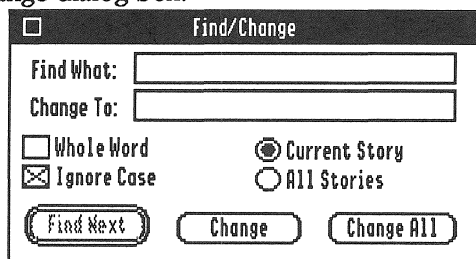 Change dialog box.
Find/Change
Find What:
Change To:
Whole Word
Current Story
Ignore Case
All Stories
Find Next
Change
Change All